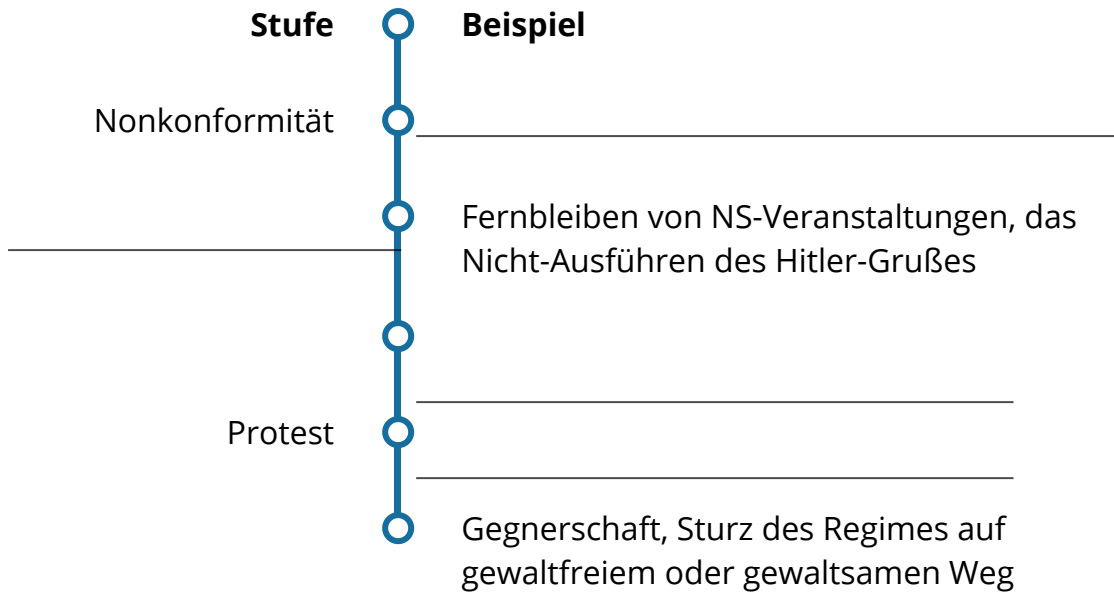 Stufe Beispiel
Nonkonformität
Fernbleiben von NS-Veranstaltungen, das
Nicht-Ausführen des Hitler-Grußes
Protest
Gegnerschaft, Sturz des Regimes auf
gewaltfreiem oder gewaltsamen Weg